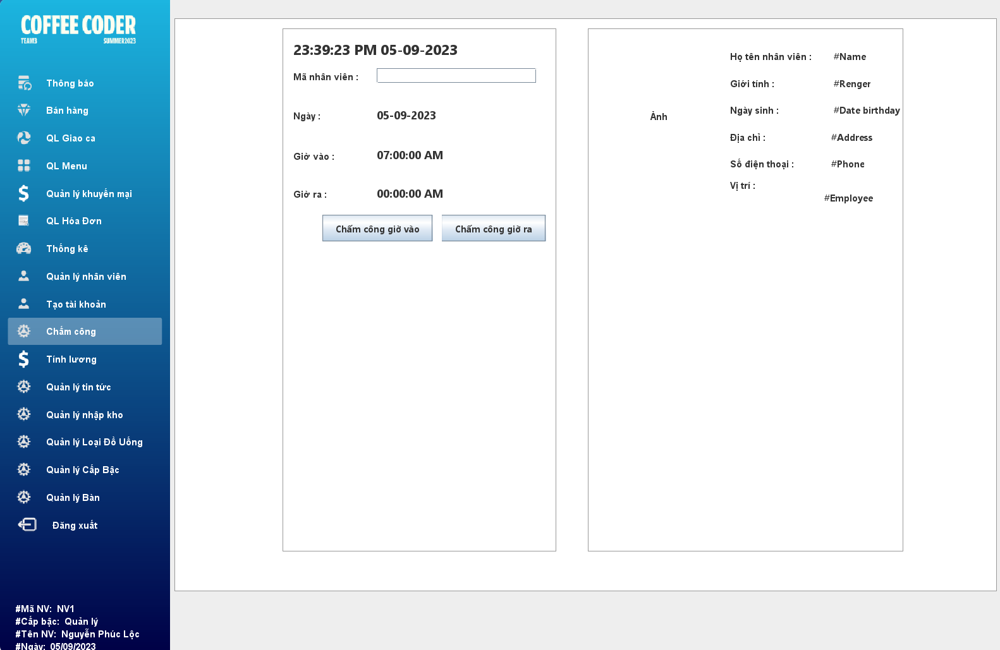 COFFEE CODER
TEAM3 SUMMER2023
Thông báo
Bán hàng
QL Giao ca
QL Menu
Quản lý khuyến mại
QL Hóa Đơn
Thống kê
Quản lý nhân viên
Tạo tài khoản
Chấm công
Tính lương
Quản lý tin tức
Quản lý nhập kho
Quản lý Loại Đồ Uống
Quản lý Cấp Bậc
Quản lý Bàn
Đăng xuất
#Mã NV: NV1
#Cấp bậc: Quản lý
#Tên NV: Nguyễn Phúc Lộc
#Ngày: 05/09/2023
23:39:23 PM 05-09-2023
Mã nhân viên :
Ngày : 05-09-2023
Giờ vào : 07:00:00 AM
Giờ ra : 00:00:00 AM
Chấm công giờ vào Chấm công giờ ra
Ảnh
Họ tên nhân viên : #Name
Giới tính : #Renger
Ngày sinh : #Date birthday
Địa chỉ : #Address
Số điện thoại : #Phone
Vị trí :
#Employee